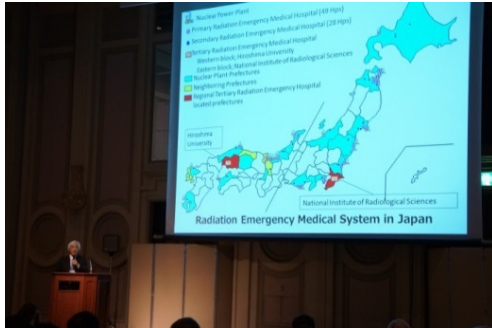 Nuclear Power Plant
Primary Radiation Emergency Medical Hospital (49 Hps)
Secondary Radiation Emergency Medical Hospital (28 Hps)
Tertiary Radiation Emergency Medical Hospital
Western block; Hiroshima University
Eastern block; National Institute of Radiological Sciences
Nuclear Plant Prefectures
Neighboring Prefectures
Regional Tertiary Radiation Emergency Hospital
located prefectures
Hiroshima
University
National Institute of Radiological Sciences
Radiation Emergency Medical System in Japan